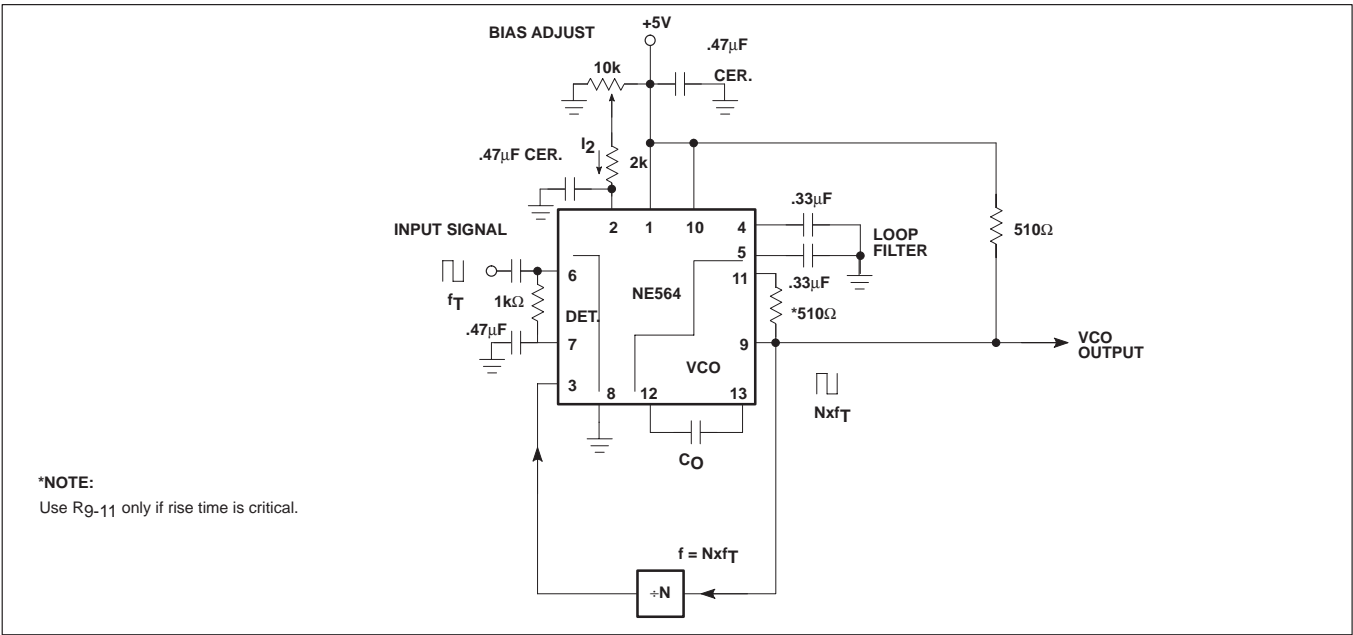 +5V
BIAS ADJUST
.47µF
CER.
10k
I2
.47µF CER.
2k
.33µF
2
1
10
4
LOOP
FILTER
510Ω
INPUT SIGNAL
5
11
6
NE564
.33µF
fT
1kΩ
*510Ω
DET.
.47µF
7
9
VCO
OUTPUT
VCO
3
8
12
13
NxfT
CO
*NOTE:
Use R9-11 only if rise time is critical.
f = NxfT
÷N